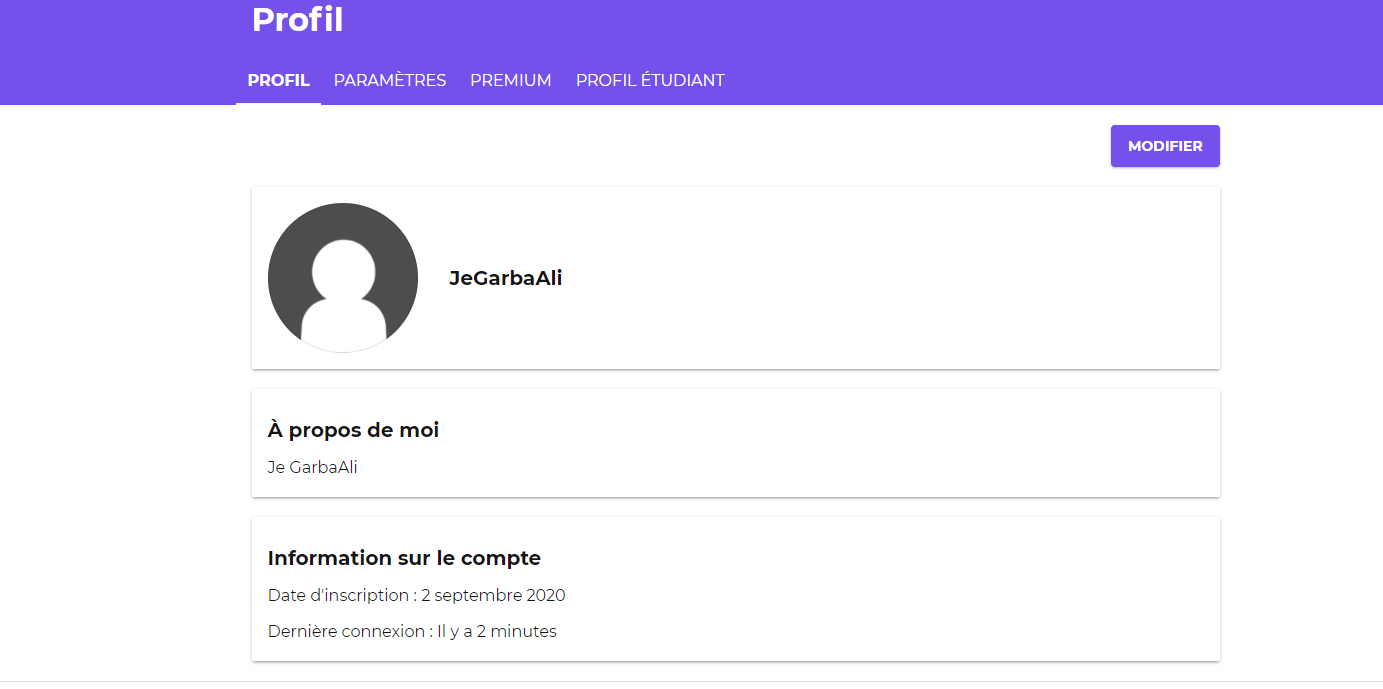 Profil
PROFIL PARAMÈTRES PREMIUM PROFIL ÉTUDIANT
MODIFIER
JeGarbaAli
À propos de moi
Je GarbaAli
Information sur le compte
Date d'inscription : 2 septembre 2020
Dernière connexion : Il y a 2 minutes